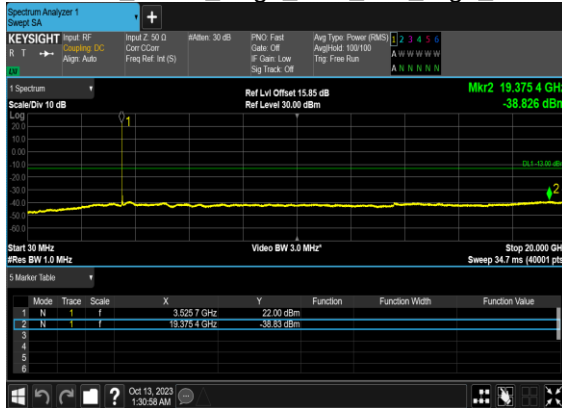 Spectrum Analyzer 1
Swept SA
+
KEYSIGHT Input: RF Input Z: 50 Ω #Atten: 30 dB PNO: Fast Avg Type: Power (RMS) 1 2 3 4 5 6
R T Coupling: DC Corr CCorr Gate: Off Avg|Hold: 100/100 A W W W W W
Align: Auto Freq Ref: Int (S) IF Gain: Low Trig: Free Run
LU Sig Track: Off A N N N N N
1 Spectrum Ref Lvl Offset 15.85 dB Mkr2 19.375 4 GHz
Scale/Div 10 dB Ref Level 30.00 dBm -38.826 dBm
Log
20.0
10.0
0.00
-10.0
-20.0
-30.0
-40.0
-50.0
-60.0
1
DL1 -13.00 dBm
2
Start 30 MHz Video BW 3.0 MHz* Stop 20.000 GHz
#Res BW 1.0 MHz Sweep 34.7 ms (40001 pts)
5 Marker Table
Mode Trace Scale X Y Function Function Width Function Value
1 N 1 f 3.525 7 GHz 22.00 dBm
2 N 1 f 19.375 4 GHz -38.83 dBm
3
4
5
6
? Oct 13, 2023
1:30:58 AM